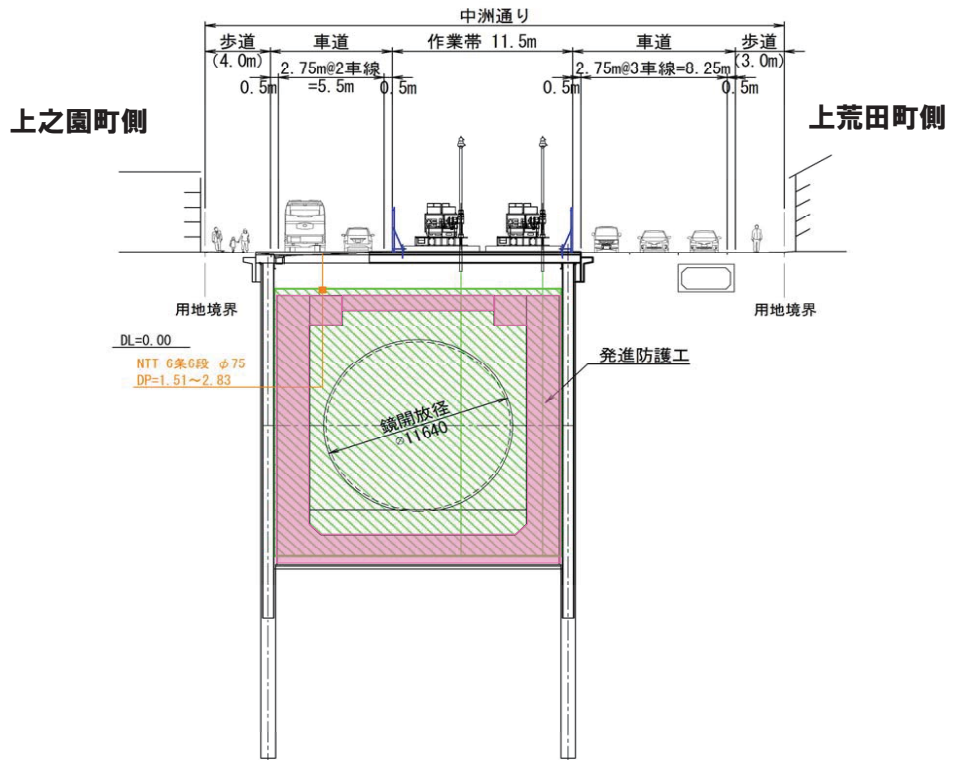 中洲通り
歩道
車道
作業帯 11.5m
車道
歩道
(4.0m)
(3.0m)
2.75m@2車線
=5.5m
2.75m@3車線=8.25m
0.5m
0.5m
0.5m
0.5m
上之園町側
上荒田町側
用地境界
用地境界
DL=0.00
NTT 6条6段 φ75
DP=1.51～2.83
発進防護工
鏡開放径
∅11640